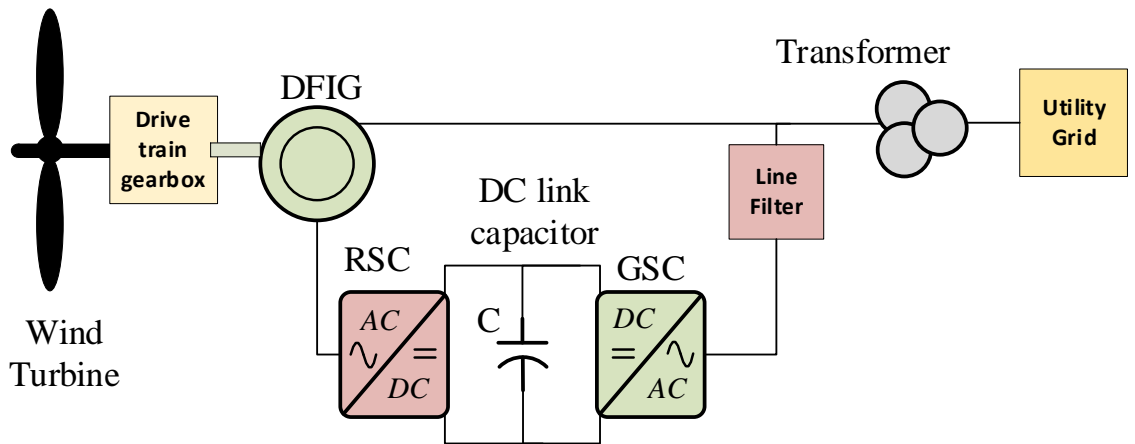 Transformer
DFIG
Drive
train
gearbox
Utility
Grid
Line
Filter
DC link
capacitor
RSC
GSC
C
AC
DC
DC
AC
Wind
Turbine